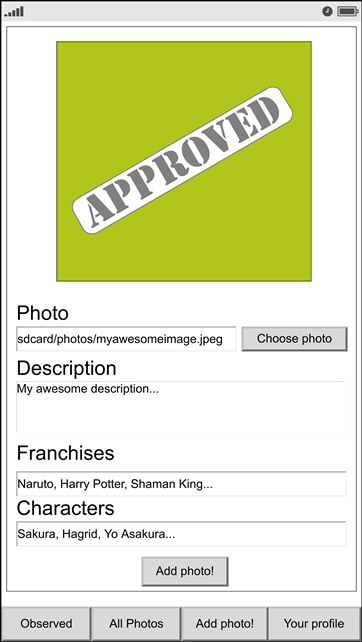 APPROVED
Photo
sdcard/photos/myawesomeimage.jpeg
Choose photo
Description
My awesome description...
Franchises
Naruto, Harry Potter, Shaman King...
Characters
Sakura, Hagrid, Yo Asakura...
Add photo!
Observed
All Photos
Add photo!
Your profile